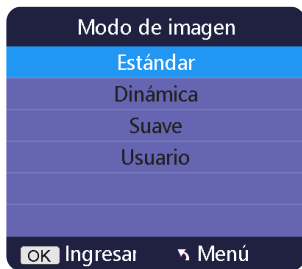 Modo de imagen
Estándar
Dinámica
Suave
Usuario
OK Ingresar Menú